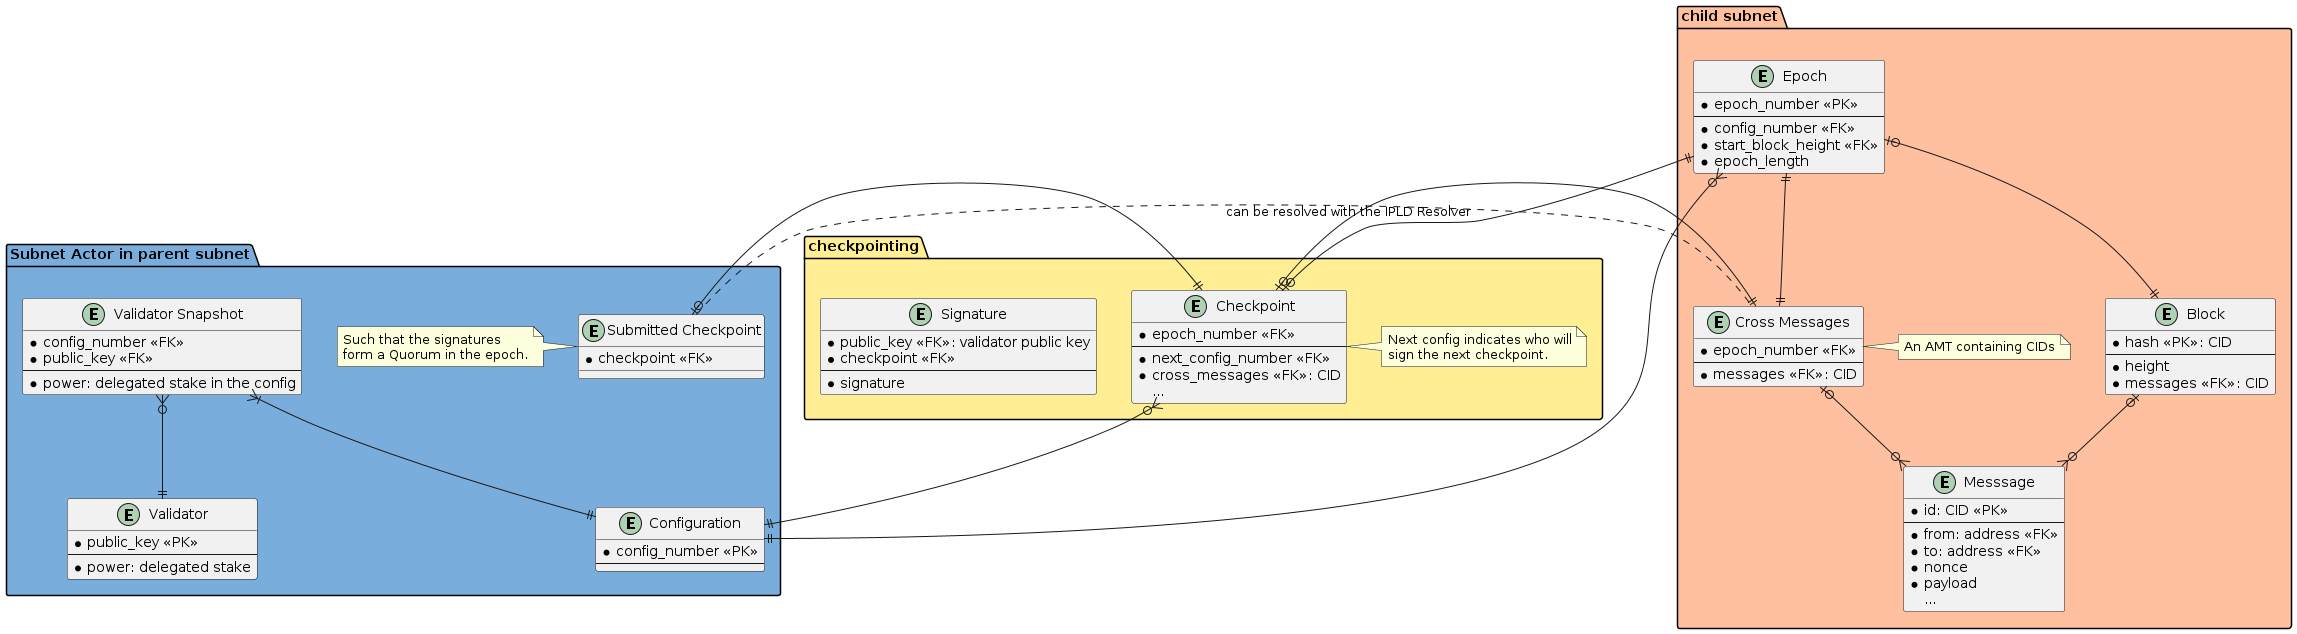 child subnet
E Epoch
epoch_number «PK»
config_number «FK»
start_block_height «FK»
epoch_length
can be resolved with the IPLD Resolver
Subnet Actor in parent subnet
E Validator Snapshot
config_number «FK»
public_key «FK»
power: delegated stake in the config
Such that the signatures
form a Quorum in the epoch.
E Submitted Checkpoint
checkpoint «FK»
E Validator
public_key «PK»
power: delegated stake
E Configuration
config_number «PK»
checkpointing
E Signature
public_key «FK»: validator public key
checkpoint «FK»
signature
E Checkpoint
epoch_number «FK»
next_config_number «FK»
cross_messages «FK»: CID
...
Next config indicates who will
sign the next checkpoint.
E Cross Messages
epoch_number «FK»
messages «FK»: CID
An AMT containing CIDs
E Block
hash «PK»: CID
height
messages «FK»: CID
E Messsage
id: CID «PK»
from: address «FK»
to: address «FK»
nonce
payload
...